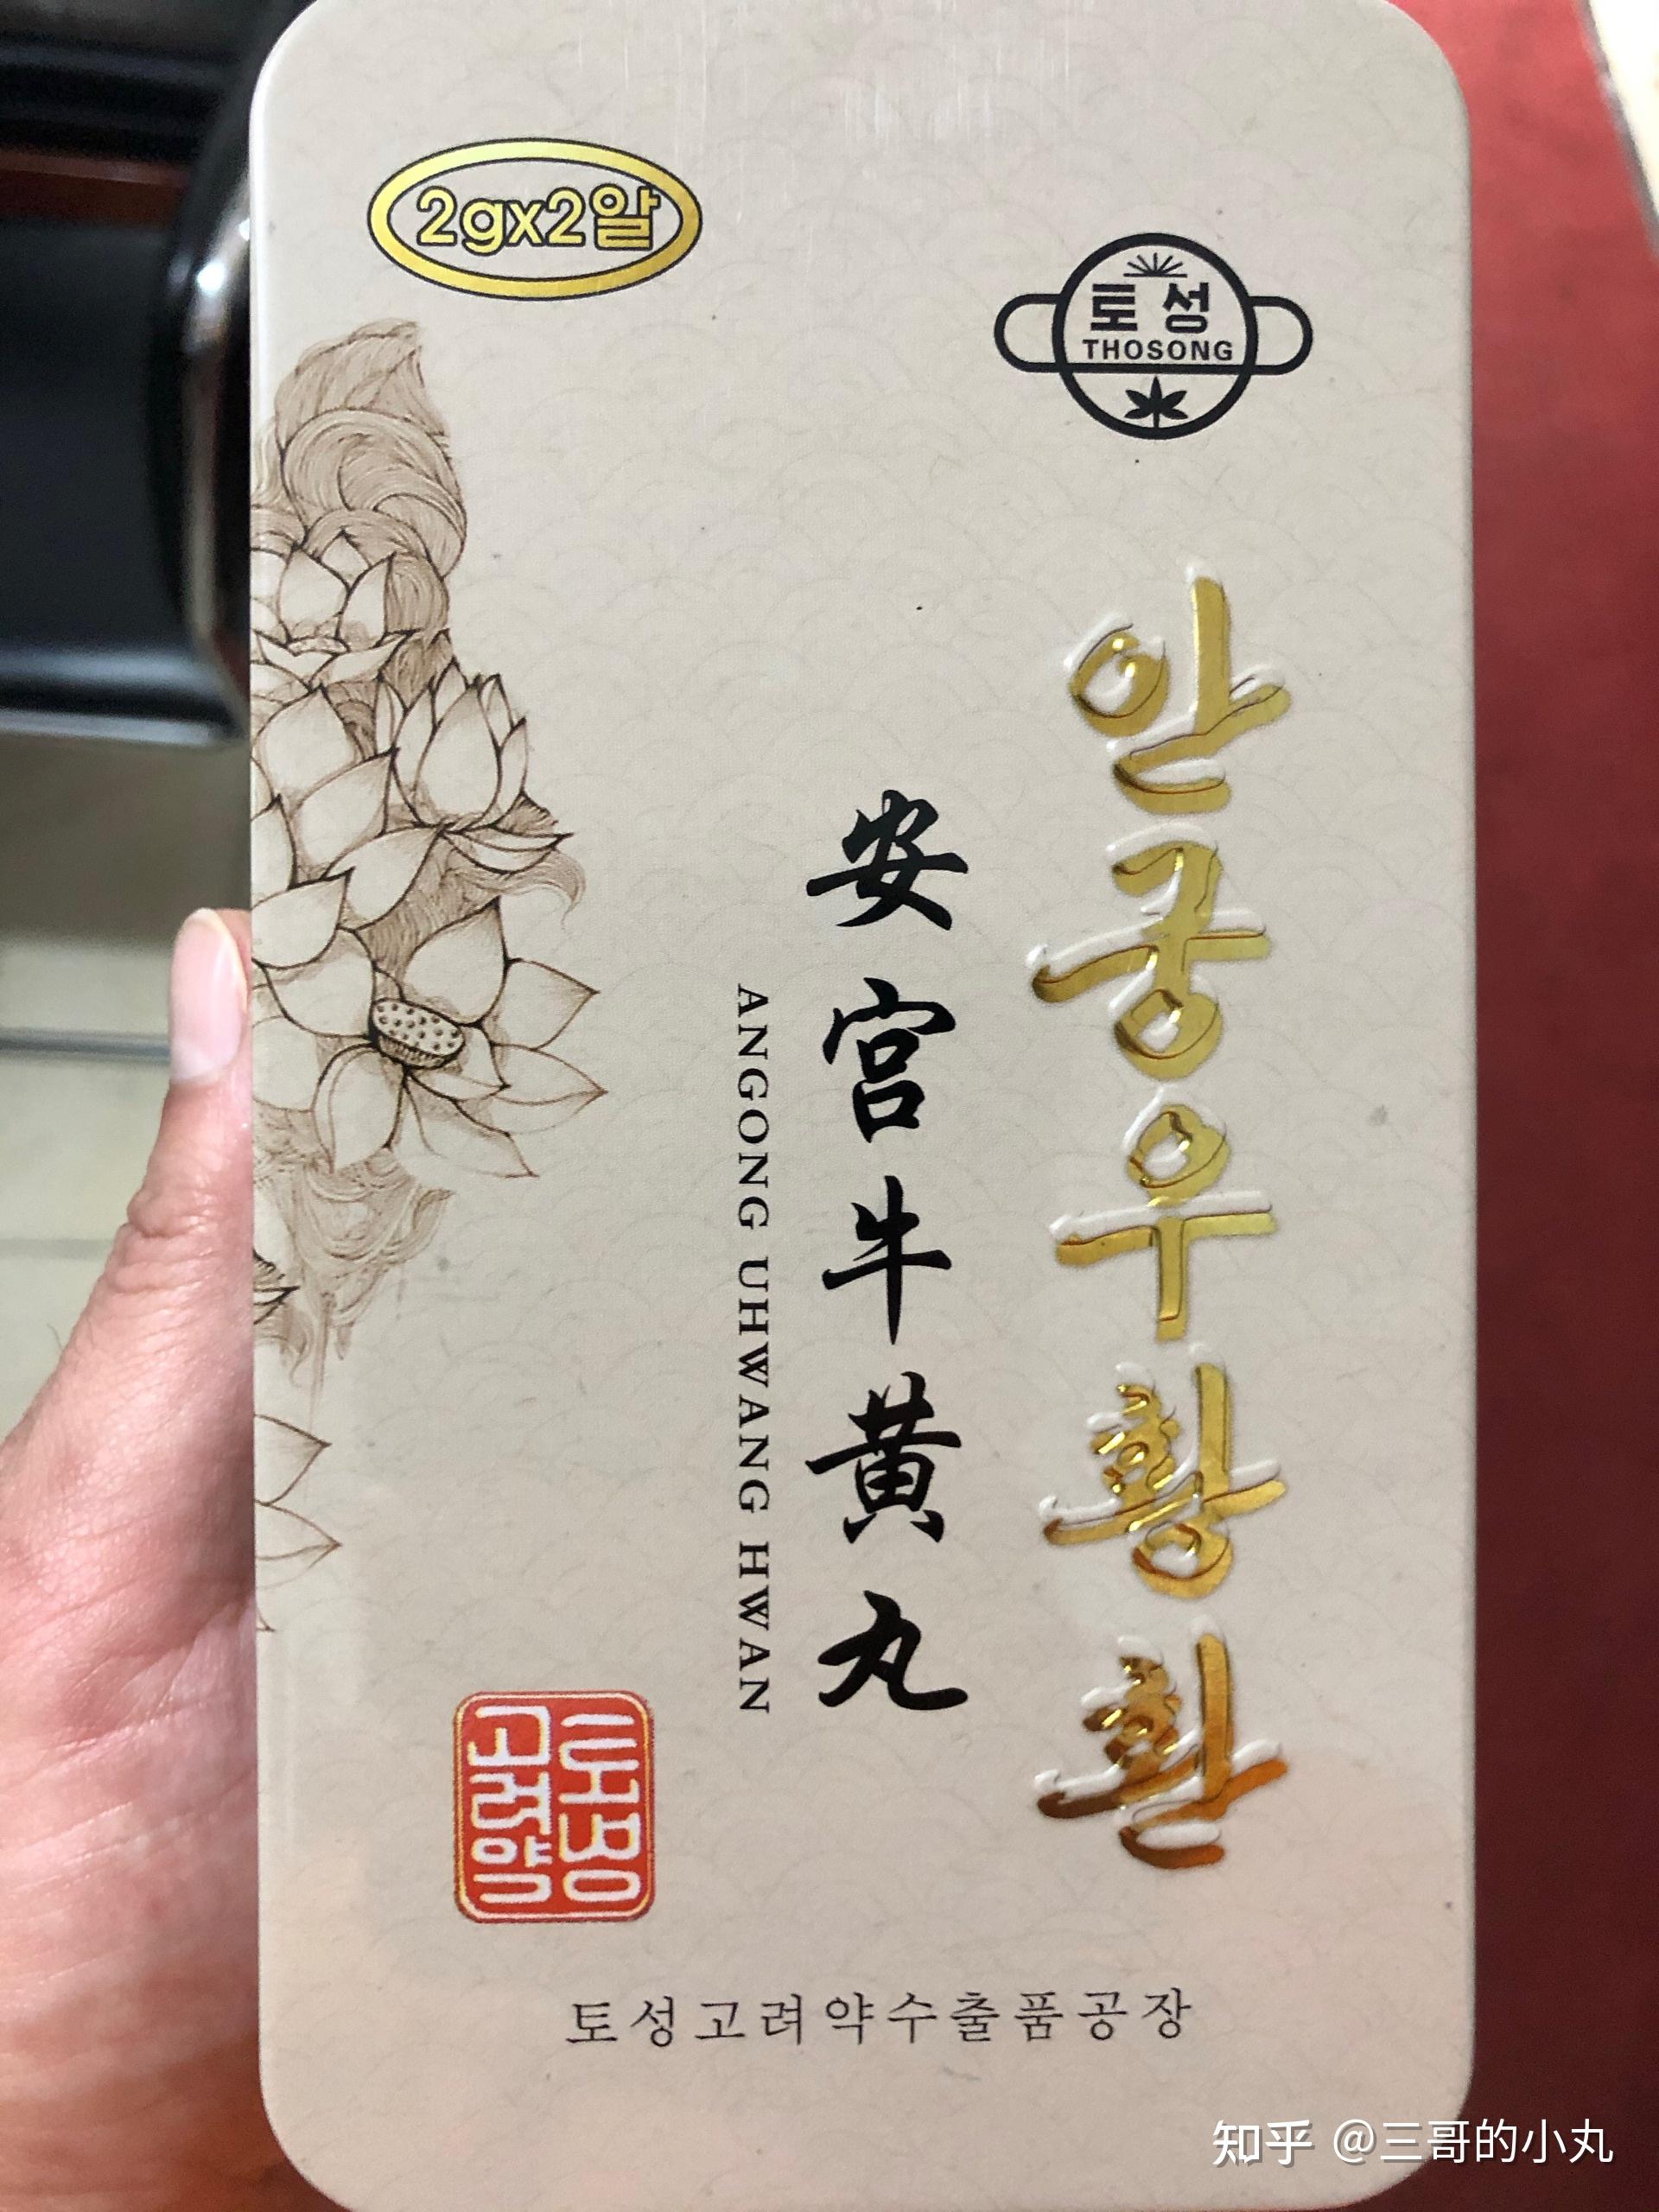 2gx2알
토성
THOSONG
안궁우황환
安宮牛黃丸
ANGONG UHWANG HWAN
토성
고려약
토성고려약수출품공장
知乎 @三哥的小丸